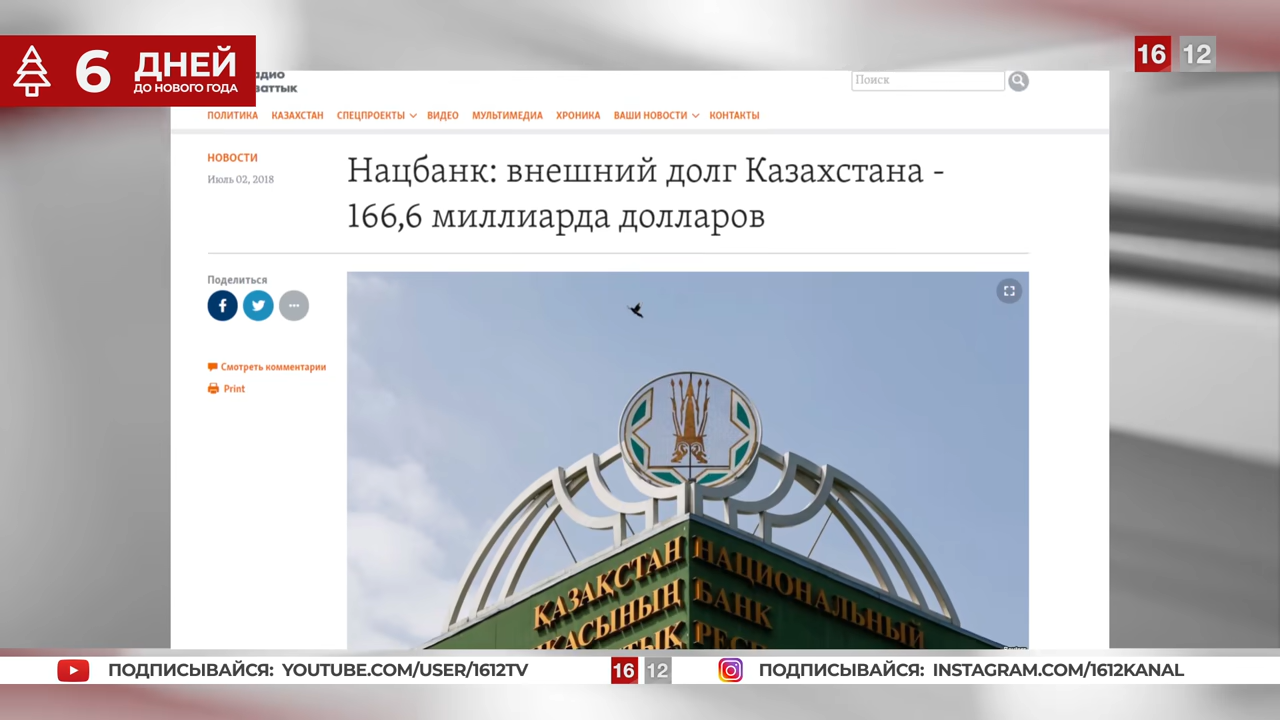 6 ДНЕЙ
ДО НОВОГО ГОДА
16 12
Поиск
ПОЛИТИКА КАЗАХСТАН СПЕЦПРОЕКТЫ ВИДЕО МУЛЬТИМЕДИА ХРОНИКА ВАШИ НОВОСТИ КОНТАКТЫ
НОВОСТИ
Июль 02, 2018
Нацбанк: внешний долг Казахстана -
166,6 миллиарда долларов
Поделиться
Смотреть комментарии
Print
ҚАЗАҚСТАН НАЦИОНАЛЬНЫЙ
БАНК
ПОДПИСЫВАЙСЯ: YOUTUBE.COM/USER/1612TV 16 12 ПОДПИСЫВАЙСЯ: INSTAGRAM.COM/1612KANAL